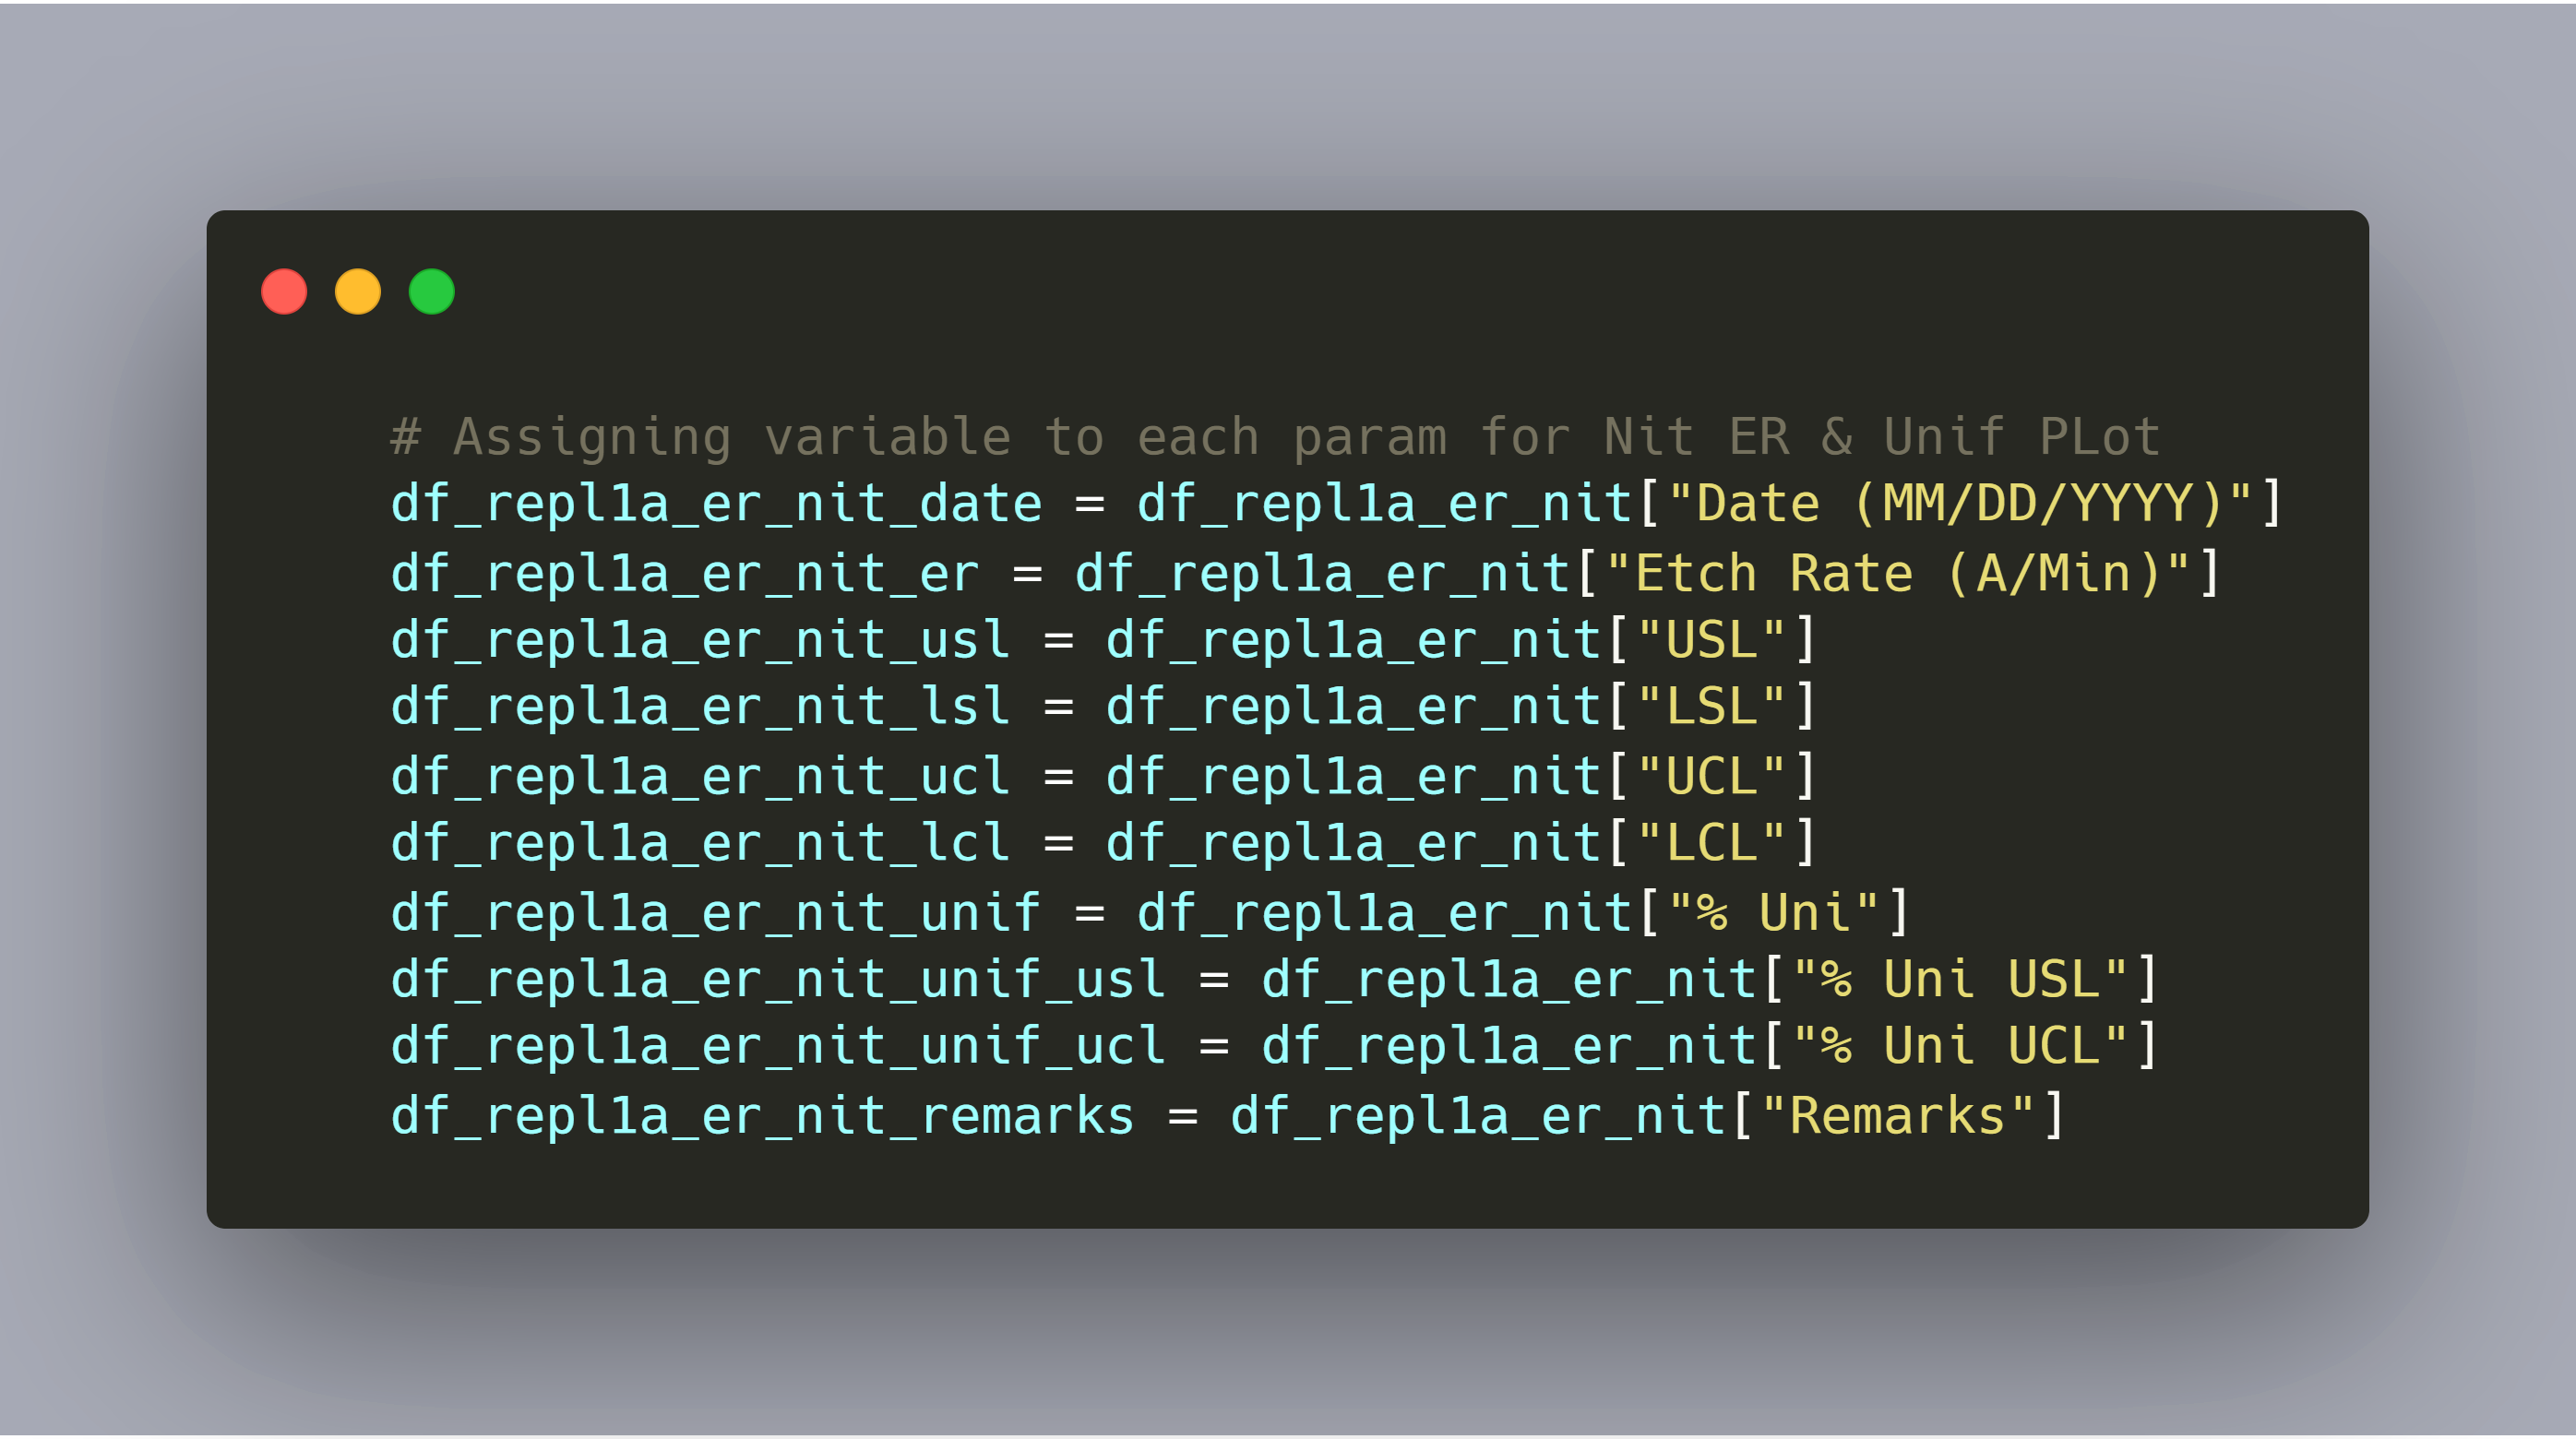 # Assigning variable to each param for Nit ER & Unif PLot
df_repl1a_er_nit_date = df_repl1a_er_nit["Date (MM/DD/YYYY)"]
df_repl1a_er_nit_er = df_repl1a_er_nit["Etch Rate (A/Min)"]
df_repl1a_er_nit_usl = df_repl1a_er_nit["USL"]
df_repl1a_er_nit_lsl = df_repl1a_er_nit["LSL"]
df_repl1a_er_nit_ucl = df_repl1a_er_nit["UCL"]
df_repl1a_er_nit_lcl = df_repl1a_er_nit["LCL"]
df_repl1a_er_nit_unif = df_repl1a_er_nit["% Uni"]
df_repl1a_er_nit_unif_usl = df_repl1a_er_nit["% Uni USL"]
df_repl1a_er_nit_unif_ucl = df_repl1a_er_nit["% Uni UCL"]
df_repl1a_er_nit_remarks = df_repl1a_er_nit["Remarks"]